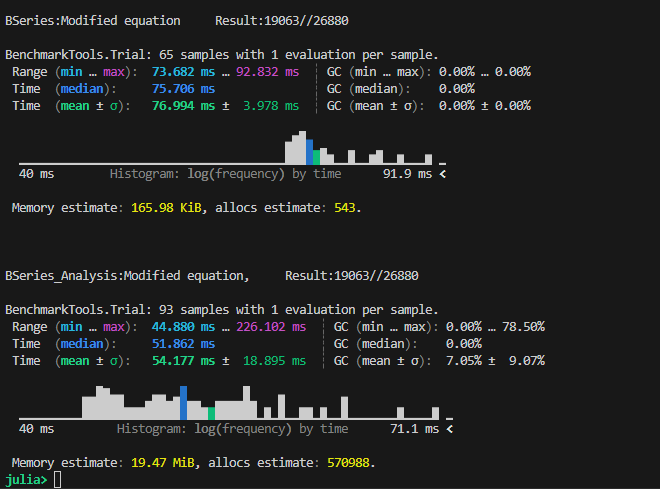 BSeries:Modified equation     Result:19063//26880
BenchmarkTools.Trial: 65 samples with 1 evaluation per sample.
Range (min … max):  73.682 ms … 92.832 ms  ┊ GC (min … max): 0.00% … 0.00%
Time  (median):     75.706 ms              ┊ GC (median):    0.00%
Time  (mean ± σ):   76.994 ms ±  3.978 ms  ┊ GC (mean ± σ):  0.00% ± 0.00%
40 ms        Histogram: log(frequency) by time      91.9 ms <
Memory estimate: 165.98 KiB, allocs estimate: 543.
BSeries_Analysis:Modified equation,     Result:19063//26880
BenchmarkTools.Trial: 93 samples with 1 evaluation per sample.
Range (min … max):  44.880 ms … 226.102 ms  ┊ GC (min … max): 0.00% … 78.50%
Time  (median):     51.862 ms               ┊ GC (median):    0.00%
Time  (mean ± σ):   54.177 ms ±  18.895 ms  ┊ GC (mean ± σ):  7.05% ±  9.07%
40 ms         Histogram: log(frequency) by time      71.1 ms <
Memory estimate: 19.47 MiB, allocs estimate: 570988.
julia>